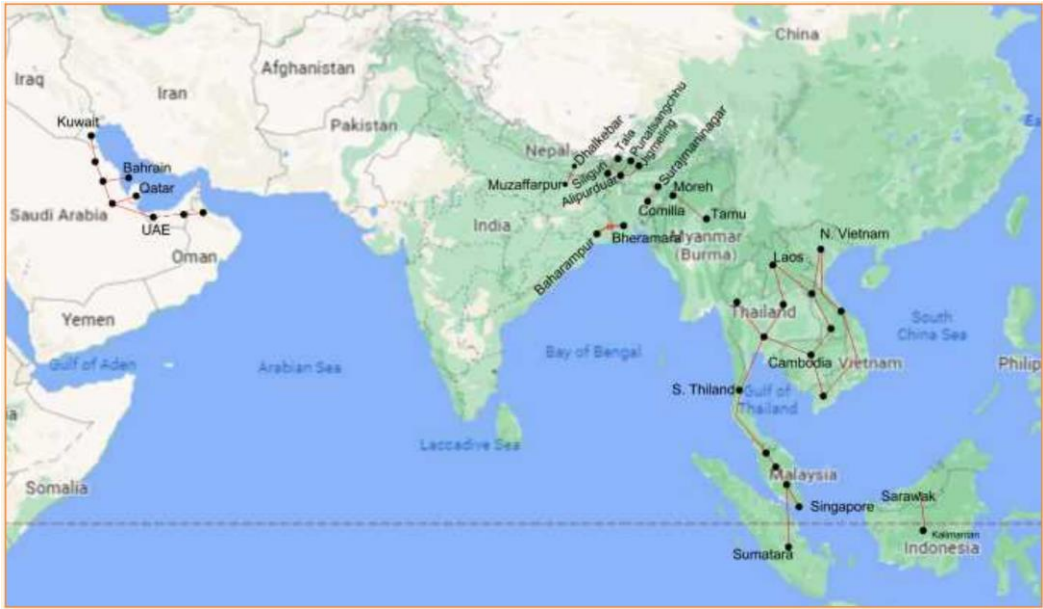 China
Iraq
Afghanistan
Iran
Kuwait
Pakistan
Nepal
Dhalkebar
Tala
Punatsangchhu
Jigmeling
Surajmaninagar
Siliguri
Alipurduar
Muzaffarpur
Bahrain
Qatar
Saudi Arabia
UAE
Oman
India
Moreh
Comilla
Tamu
Bheramara
Baharampur
Myanmar
(Burma)
N. Vietnam
Laos
Thailand
Yemen
Gulf of Aden
Arabian Sea
Bay of Bengal
South
China Sea
Cambodia
Vietnam
Philip
S. Thiland
Gulf of
Thailand
Laccadive Sea
Somalia
Malaysia
Singapore
Sarawak
Kalimantan
Indonesia
Sumatara